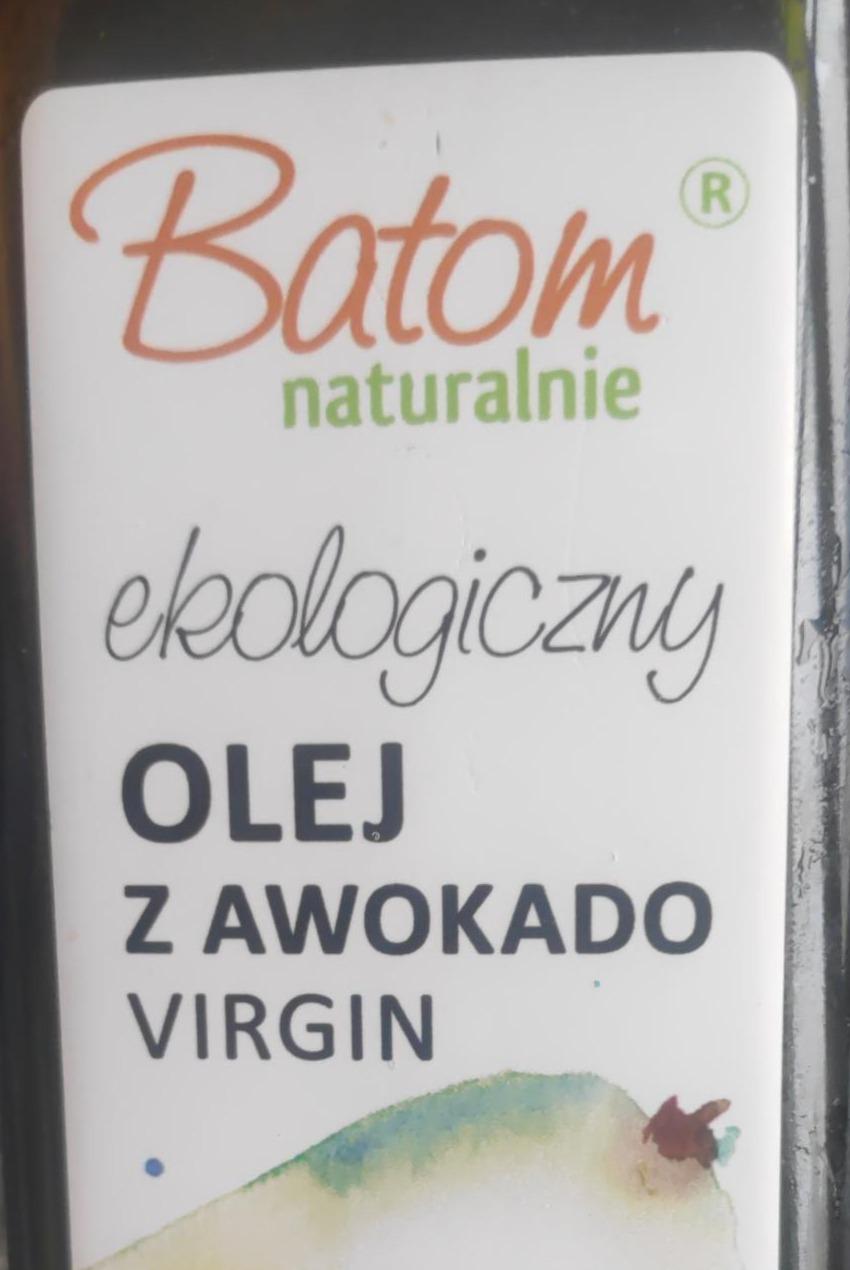 Batom ®
naturalnie
ekologiczny
OLEJ
Z AWOKADO
VIRGIN